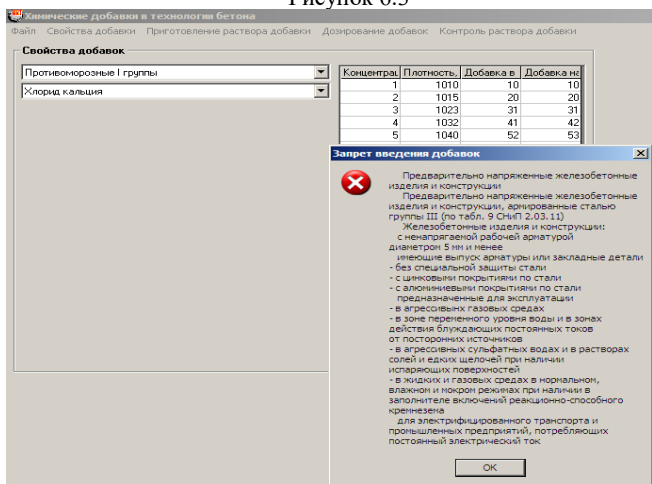 Химические добавки в технологии бетона
Файл Свойства добавки Приготовление раствора добавки Дозирование добавок Контроль раствора добавки
Свойства добавок
Противоморозные I группы
Хлорид кальция
Концентрац Плотность, Добавка в Добавка на
1 1010 10 10
2 1015 20 20
3 1023 31 31
4 1032 41 42
5 1040 52 53
Запрет введения добавок
Предварительно напряженные железобетонные
изделия и конструкции
Предварительно напряженные железобетонные
изделия и конструкции, армированные сталью
группы III (по табл. 9 СНиП 2.03.11)
Железобетонные изделия и конструкции:
с ненапрягаемой рабочей арматурой
диаметром 5 мм и менее
имеющие выпуск арматуры или закладные детали
- без специальной защиты стали
- с цинковыми покрытиями по стали
- с алюминиевыми покрытиями по стали
предназначенные для эксплуатации
- в агрессивынх газовых средах
- в зоне переменного уровня воды и в зонах
действия блуждающих постоянных токов
от посторонних источников
- в агрессивных сульфатных водах и в растворах
солей и едких щелочей при наличии
испаряющих поверхностей
- в жидких и газовых средах в нормальном,
влажном и мокром режимах при наличии в
заполнителе включений реакционно-способного
кремнезема
для электрифицированного транспорта и
промышленных предприятий, потребляющих
постоянный электрический ток
OK